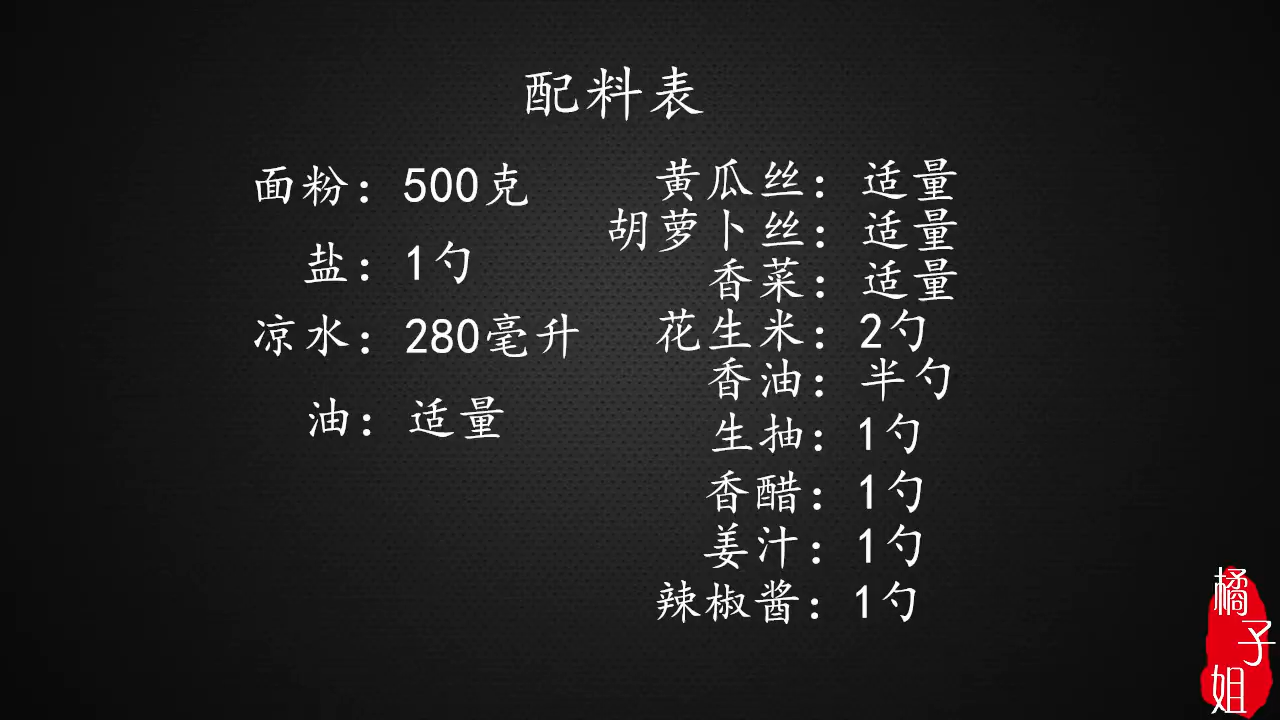 配料表
面粉：500克
盐：1勺
凉水：280毫升
油：适量
黄瓜丝：适量
胡萝卜丝：适量
香菜：适量
花生米：2勺
香油：半勺
生抽：1勺
香醋：1勺
姜汁：1勺
辣椒酱：1勺
橘子姐